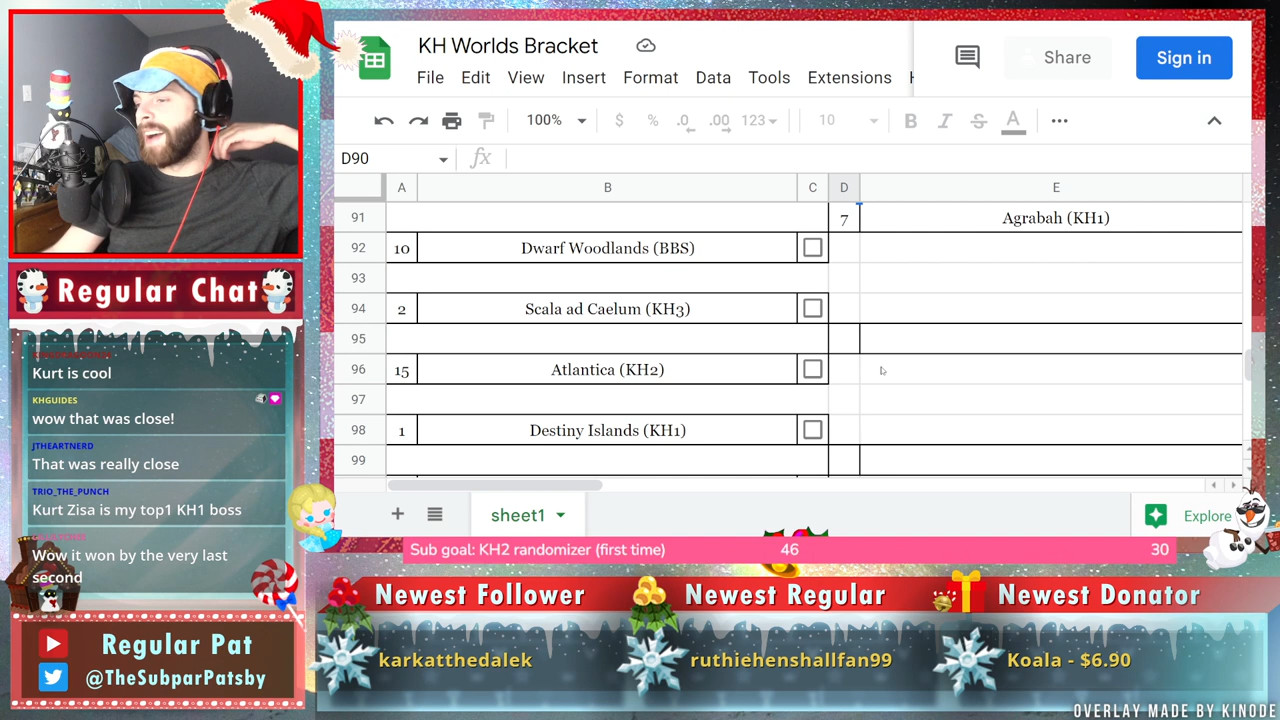 KH Worlds Bracket
File Edit View Insert Format Data Tools Extensions
Share
Sign in
100% $ % .0 .00 123 10 B I S A
D90 fx
A B C D E
91 7 Agrabah (KH1)
92 10 Dwarf Woodlands (BBS)
93
94 2 Scala ad Caelum (KH3)
95
96 15 Atlantica (KH2)
97
98 1 Destiny Islands (KH1)
99
sheet1
Explore
Regular Chat
Kurt is cool
KHGUIDES
wow that was close!
JTHEARTNERD
That was really close
TRIO_THE_PUNCH
Kurt Zisa is my top1 KH1 boss
Wow it won by the very last
second
Regular Pat
@TheSubparPatsby
Sub goal: KH2 randomizer (first time) 46 30
Newest Follower
karkatthedalek
Newest Regular
ruthiehenshallfan99
Newest Donator
Koala - $6.90
OVERLAY MADE BY KINODE